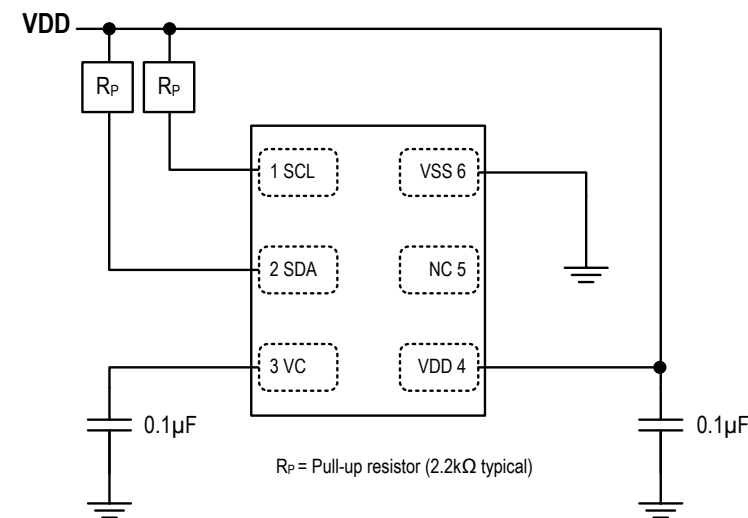 VDD
RP RP
1 SCL VSS 6
2 SDA NC 5
3 VC VDD 4
0.1µF 0.1µF
RP = Pull-up resistor (2.2kΩ typical)